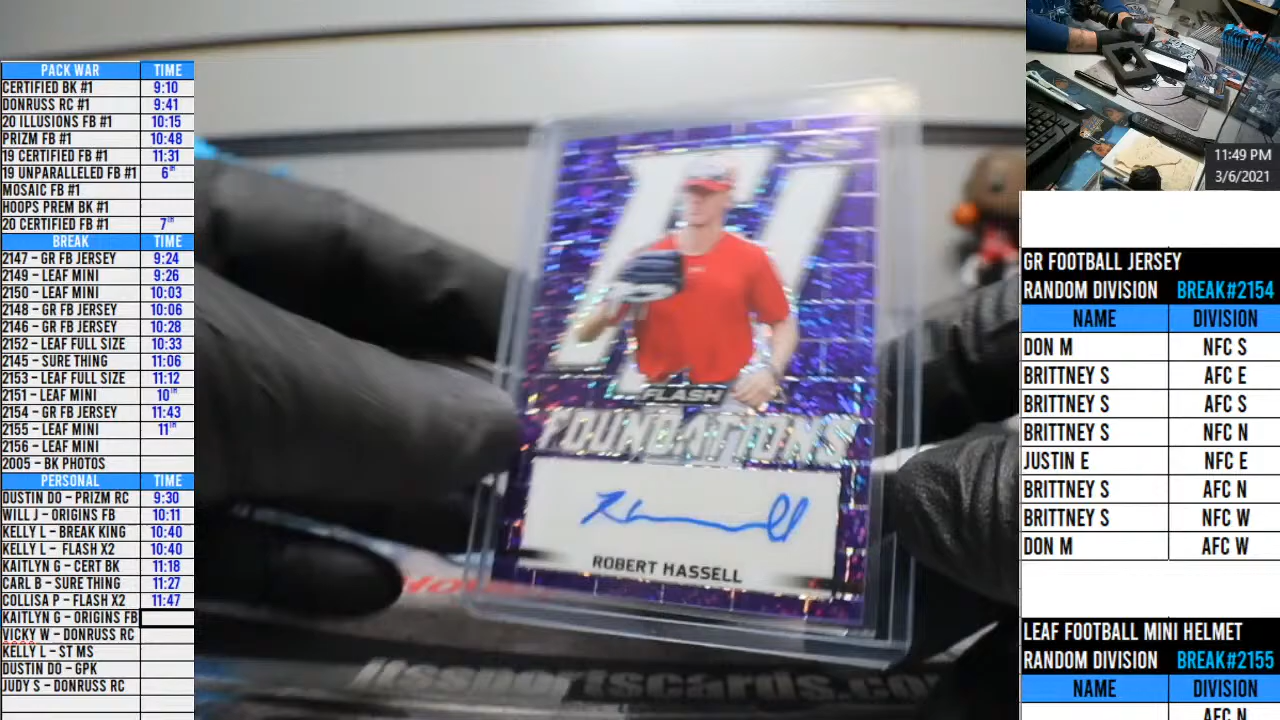 PACK WAR TIME
CERTIFIED BK #1 9:10
DONRUSS RC #1 9:41
20 ILLUSIONS FB #1 10:15
PRIZM FB #1 10:48
19 CERTIFIED FB #1 11:31
19 UNPARALLELED FB #1 6TH
MOSAIC FB #1
HOOPS PREM BK #1
20 CERTIFIED FB #1 7TH
BREAK TIME
2147 – GR FB JERSEY 9:24
2149 – LEAF MINI 9:26
2150 – LEAF MINI 10:03
2148 – GR FB JERSEY 10:06
2146 – GR FB JERSEY 10:28
2152 – LEAF FULL SIZE 10:33
2145 – SURE THING 11:06
2153 – LEAF FULL SIZE 11:12
2151 – LEAF MINI 10TH
2154 – GR FB JERSEY 11:43
2155 – LEAF MINI 11TH
2156 – LEAF MINI
2005 – BK PHOTOS
PERSONAL TIME
DUSTIN DO – PRIZM RC 9:30
WILL J – ORIGINS FB 10:11
KELLY L – BREAK KING 10:40
KELLY L – FLASH X2 10:40
KAITLYN G – CERT BK 11:18
CARL B – SURE THING 11:27
COLLISA P – FLASH X2 11:47
KAITLYN G – ORIGINS FB
VICKY W – DONRUSS RC
KELLY L – ST MS
DUSTIN DO – GPK
JUDY S – DONRUSS RC
FLASH
FOUNDATIONS
ROBERT HASSELL
itssportscards.co
11:49 PM
3/6/2021
GR FOOTBALL JERSEY
RANDOM DIVISION BREAK#2154
NAME DIVISION
DON M NFC S
BRITTNEY S AFC E
BRITTNEY S AFC S
BRITTNEY S NFC N
JUSTIN E NFC E
BRITTNEY S AFC N
BRITTNEY S NFC W
DON M AFC W
LEAF FOOTBALL MINI HELMET
RANDOM DIVISION BREAK#2155
NAME DIVISION
AFC N